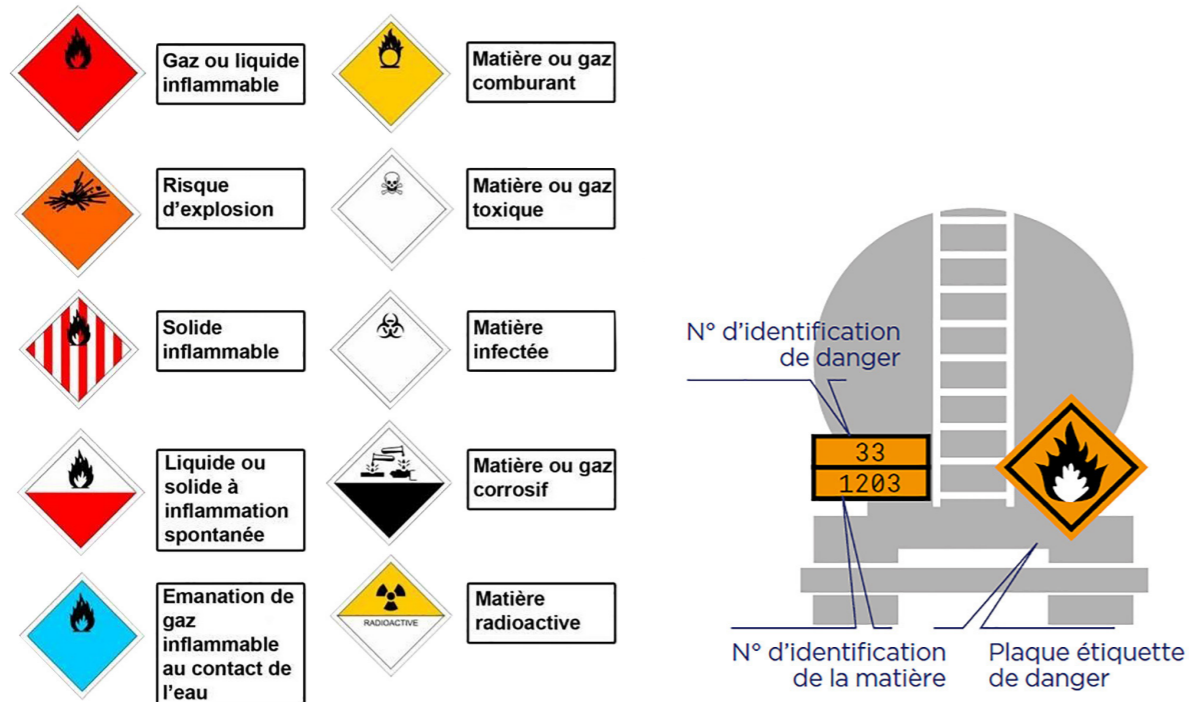 Gaz ou liquide
inflammable
Matière ou gaz
comburant
Risque
d'explosion
Matière ou gaz
toxique
Solide
inflammable
Matière
infectée
Liquide ou
solide à
inflammation
spontanée
Matière ou gaz
corrosif
Emanation de
gaz
inflammable
au contact de
l'eau
RADIOACTIVE
Matière
radioactive
N° d'identification
de danger
33
1203
N° d'identification
de la matière
Plaque étiquette
de danger